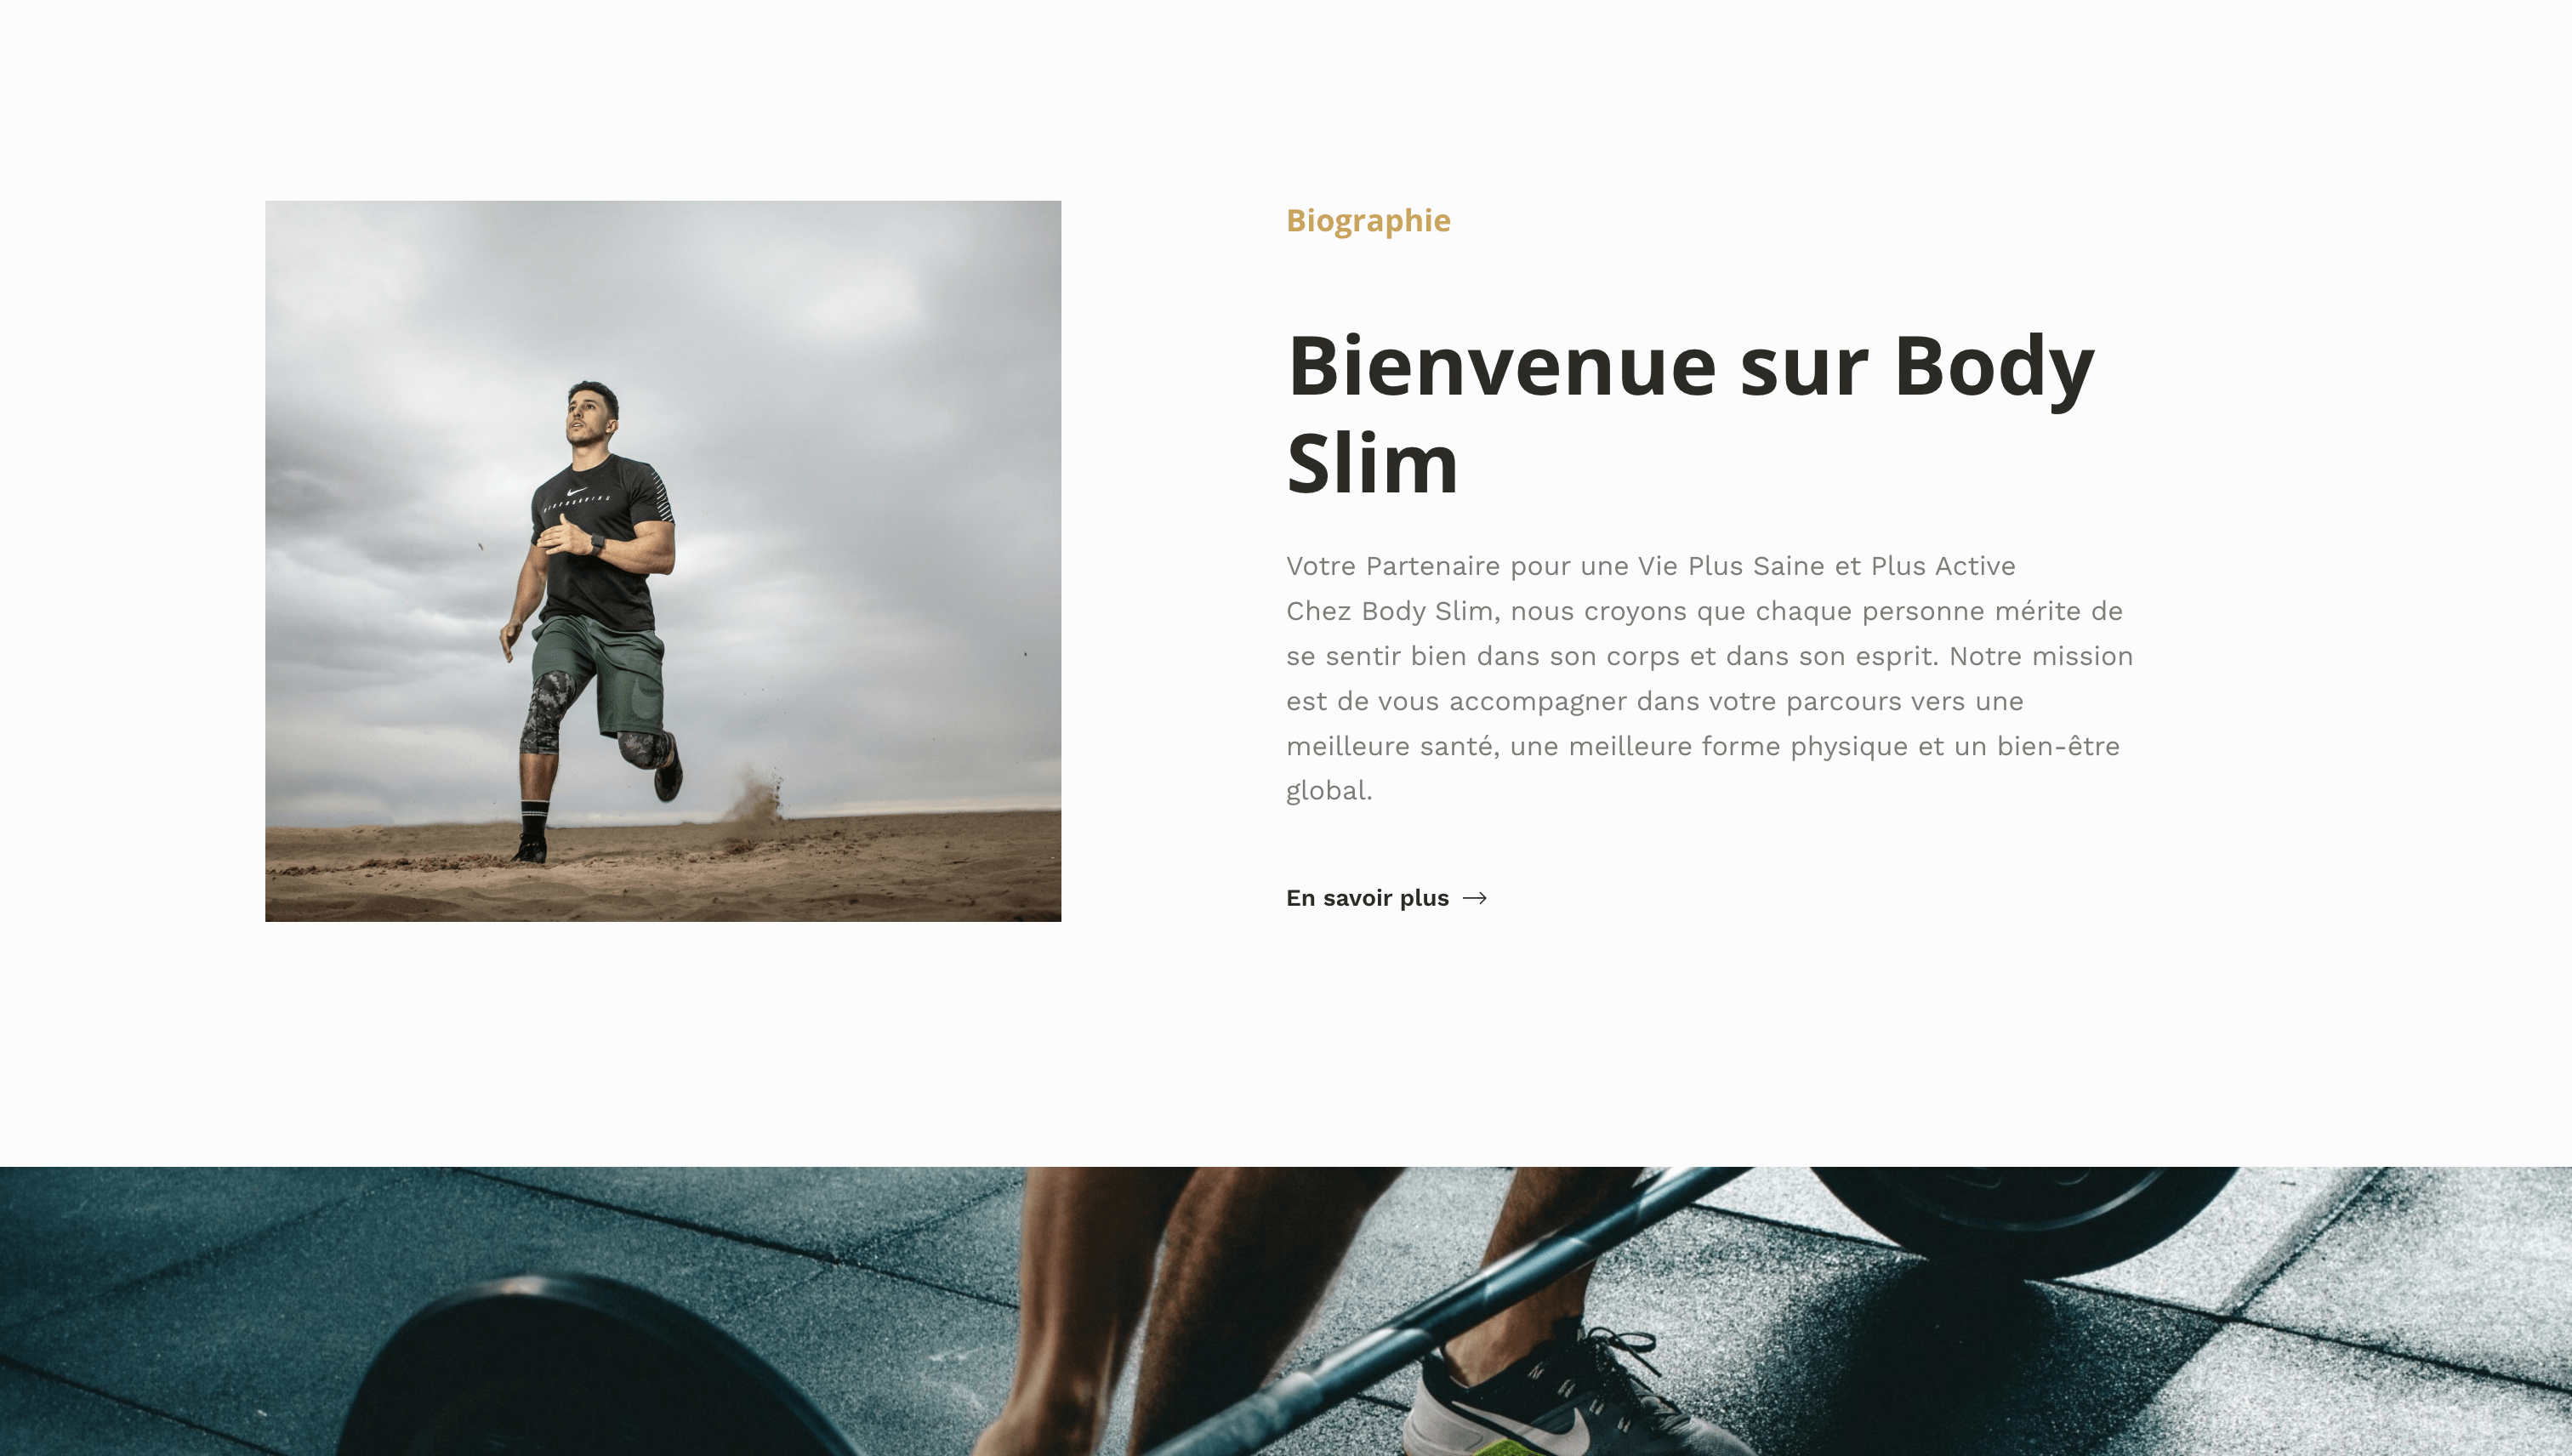 Biographie
Bienvenue sur Body
Slim
Votre Partenaire pour une Vie Plus Saine et Plus Active
Chez Body Slim, nous croyons que chaque personne mérite de
se sentir bien dans son corps et dans son esprit. Notre mission
est de vous accompagner dans votre parcours vers une
meilleure santé, une meilleure forme physique et un bien-être
global.
En savoir plus